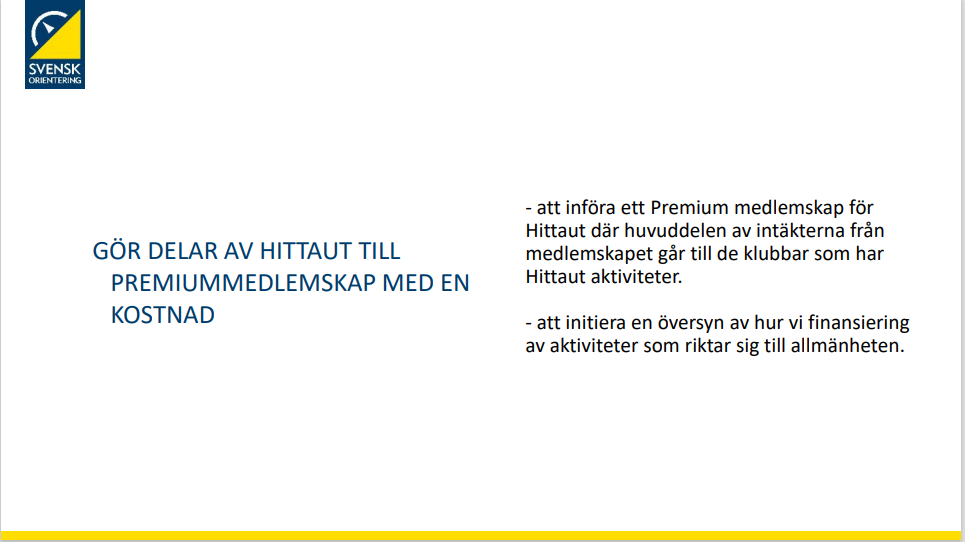 SVENSK
ORIENTERING
GÖR DELAR AV HITTAUT TILL
PREMIUMMEDLEMSKAP MED EN
KOSTNAD
- att införa ett Premium medlemskap för
Hittaut där huvuddelen av intäkterna från
medlemskapet går till de klubbar som har
Hittaut aktiviteter.
- att initiera en översyn av hur vi finansiering
av aktiviteter som riktar sig till allmänheten.